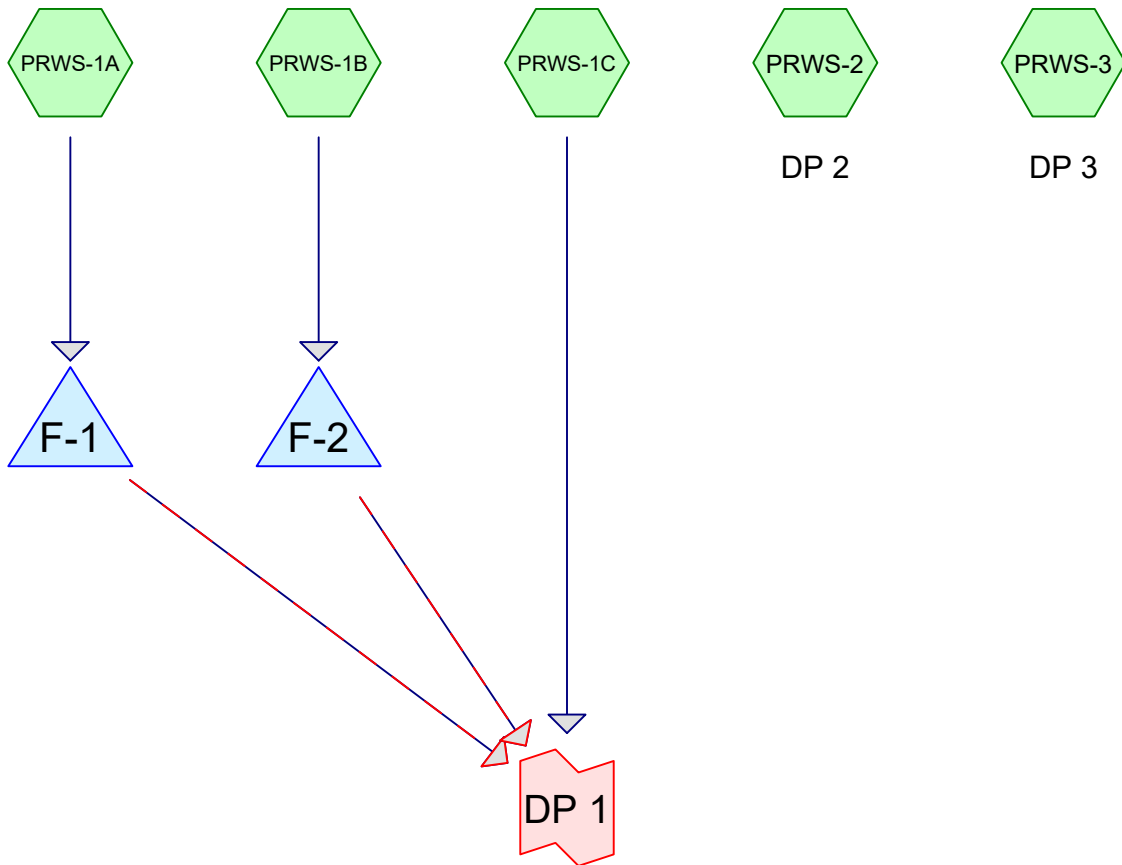 PRWS-1A
PRWS-1B
PRWS-1C
PRWS-2
PRWS-3
DP 2
DP 3
F-1
F-2
DP 1